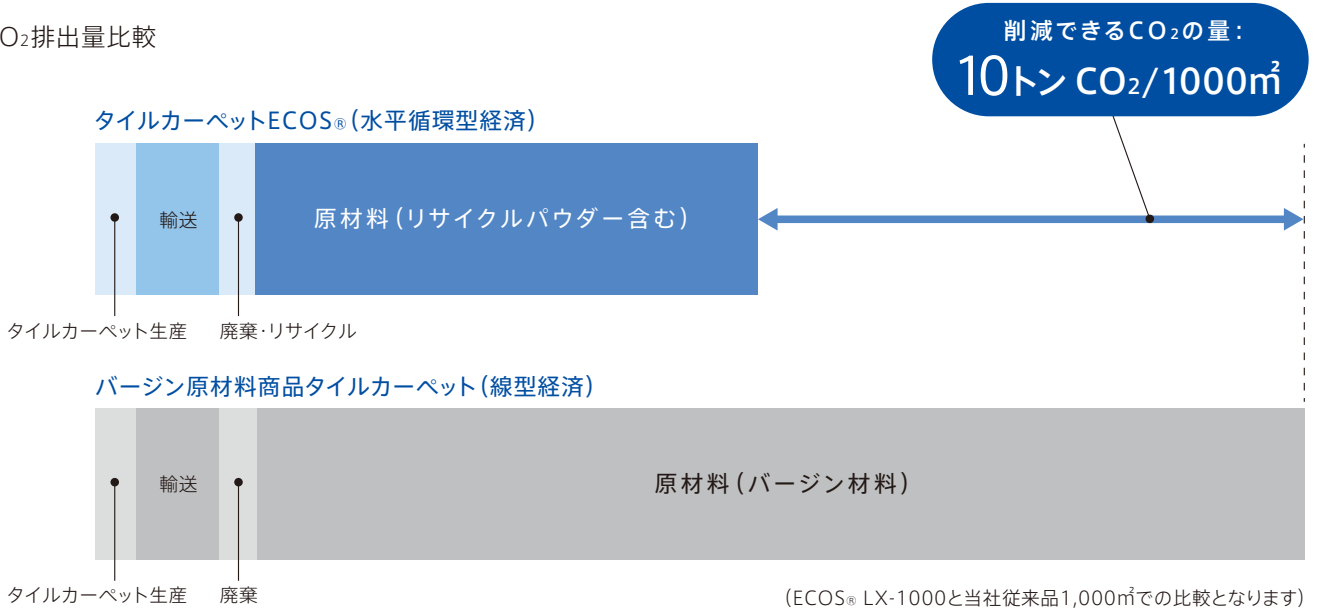 O₂排出量比較
削減できるCO₂の量：
10トン CO₂/1000㎡
タイルカーペットECOS®（水平循環型経済）
輸送
原材料（リサイクルパウダー含む）
タイルカーペット生産
廃棄・リサイクル
バージン原材料商品タイルカーペット（線型経済）
輸送
原材料（バージン材料）
タイルカーペット生産
廃棄
（ECOS® LX-1000と当社従来品1,000㎡での比較となります）